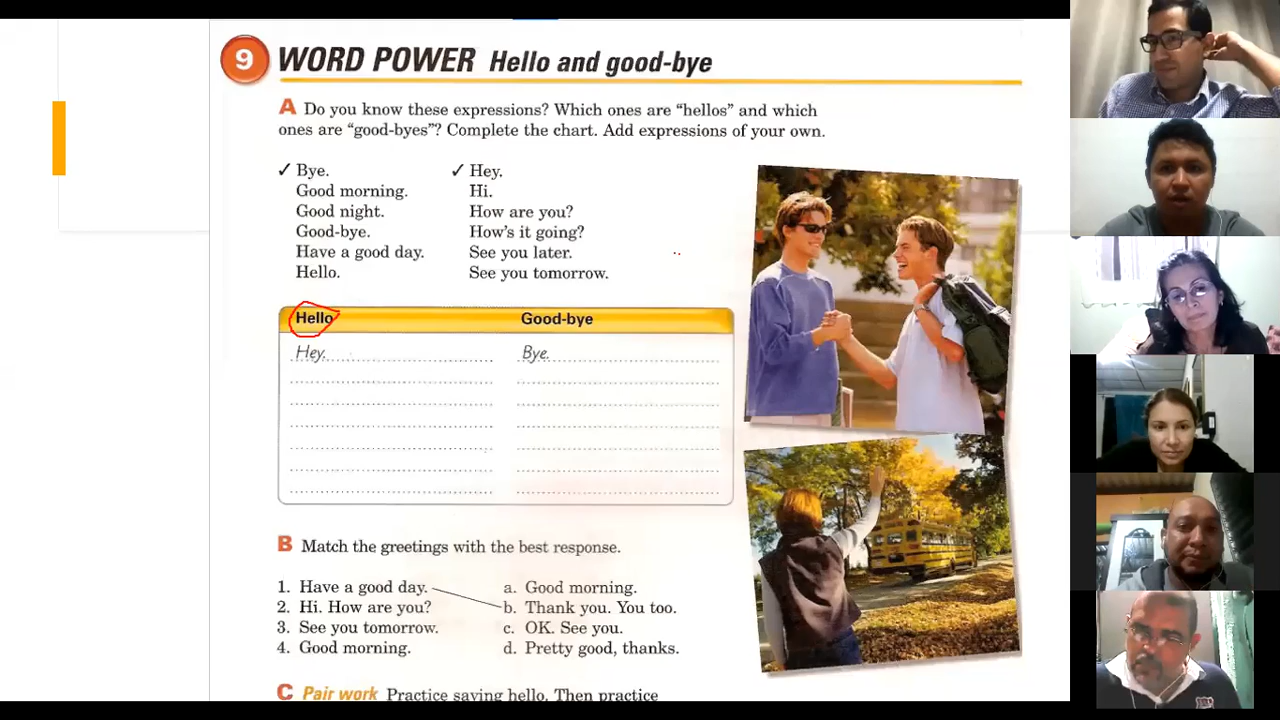 9 WORD POWER Hello and good-bye
A Do you know these expressions? Which ones are “hellos” and which
ones are “good-byes”? Complete the chart. Add expressions of your own.
✓ Bye.
Good morning.
Good night.
Good-bye.
Have a good day.
Hello.
✓ Hey.
Hi.
How are you?
How's it going?
See you later.
See you tomorrow.
Hello
Good-bye
Hey.
Bye.
B Match the greetings with the best response.
1. Have a good day.
2. Hi. How are you?
3. See you tomorrow.
4. Good morning.
a. Good morning.
b. Thank you. You too.
c. OK. See you.
d. Pretty good, thanks.
C Pair work Practice saying hello. Then practice